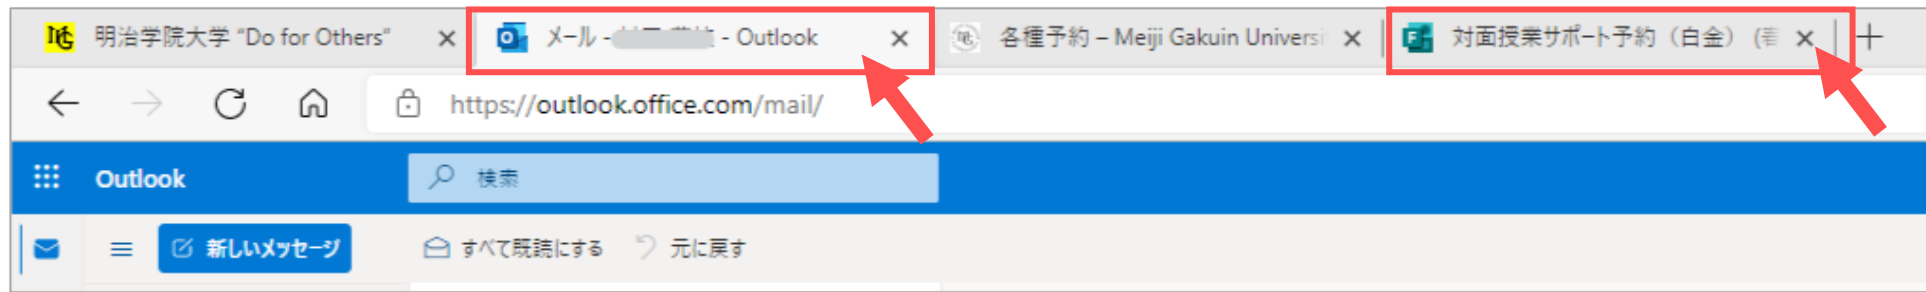 明治学院大学 “Do for Others” メール - - Outlook 各種予約 – Meiji Gakuin Universi 対面授業サポート予約（白金）（春
https://outlook.office.com/mail/
Outlook 検索
新しいメッセージ すべて既読にする 元に戻す